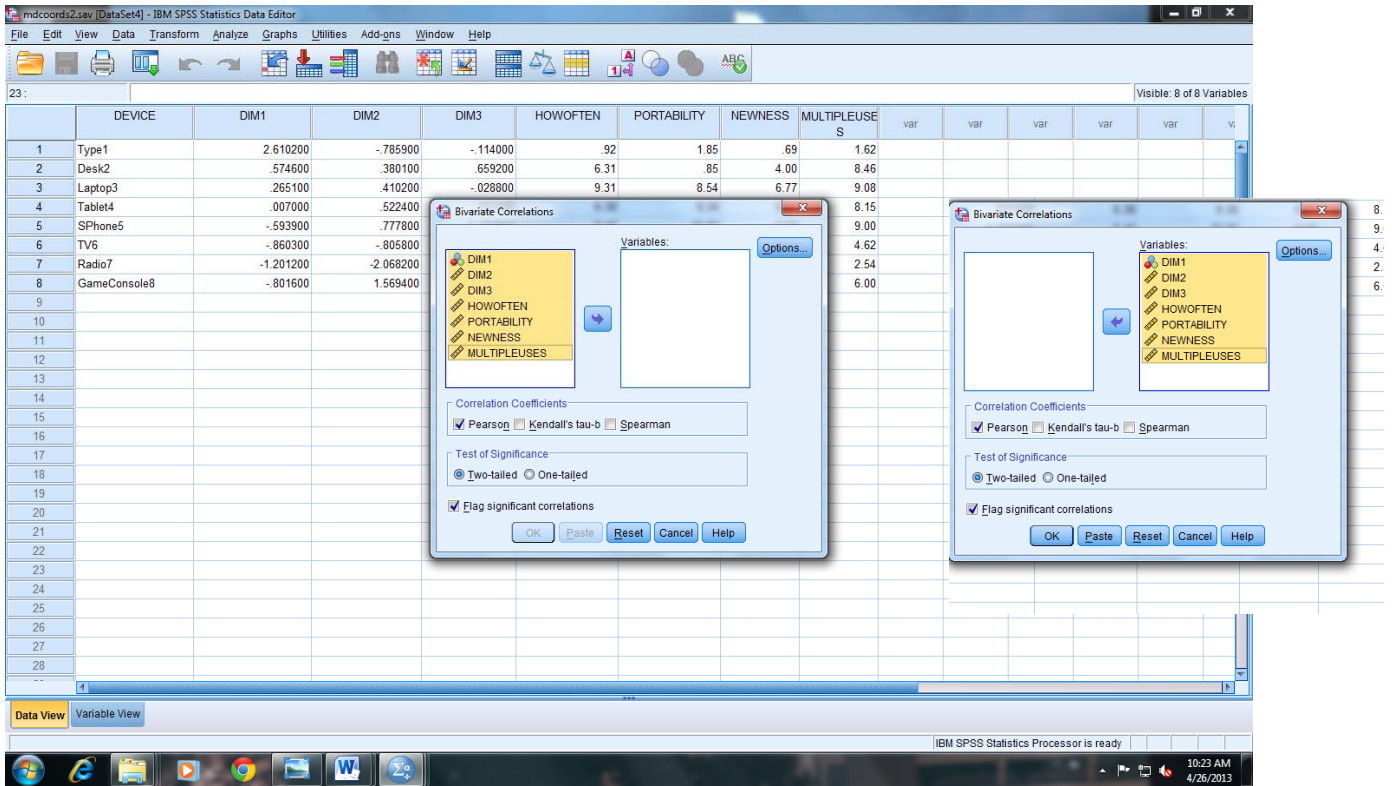 mdcoords2.sav [DataSet4] - IBM SPSS Statistics Data Editor
File Edit View Data Transform Analyze Graphs Utilities Add-ons Window Help
23 :
Visible: 8 of 8 Variables
DEVICE DIM1 DIM2 DIM3 HOWOFTEN PORTABILITY NEWNESS MULTIPLEUSE
S var var var var var
1 Type1 2.610200 -.785900 -.114000 .92 1.85 .69 1.62
2 Desk2 .574600 .380100 .659200 6.31 .85 4.00 8.46
3 Laptop3 .265100 .410200 -.028800 9.31 8.54 6.77 9.08
4 Tablet4 .007000 .522400 8.15
5 SPhone5 -.593900 .777800 9.00
6 TV6 -.860300 -.805800 4.62
7 Radio7 -1.201200 -2.068200 2.54
8 GameConsole8 -.801600 1.569400 6.00
9
10
11
12
13
14
15
16
17
18
19
20
21
22
23
24
25
26
27
28
Bivariate Correlations
Variables:
Options...
DIM1
DIM2
DIM3
HOWOFTEN
PORTABILITY
NEWNESS
MULTIPLEUSES
Correlation Coefficients
Pearson Kendall's tau-b Spearman
Test of Significance
Two-tailed One-tailed
Flag significant correlations
OK Paste Reset Cancel Help
Bivariate Correlations
Variables:
Options...
DIM1
DIM2
DIM3
HOWOFTEN
PORTABILITY
NEWNESS
MULTIPLEUSES
Correlation Coefficients
Pearson Kendall's tau-b Spearman
Test of Significance
Two-tailed One-tailed
Flag significant correlations
OK Paste Reset Cancel Help
8.
9.
4.
2.
6.
Data View Variable View
IBM SPSS Statistics Processor is ready
10:23 AM
4/26/2013